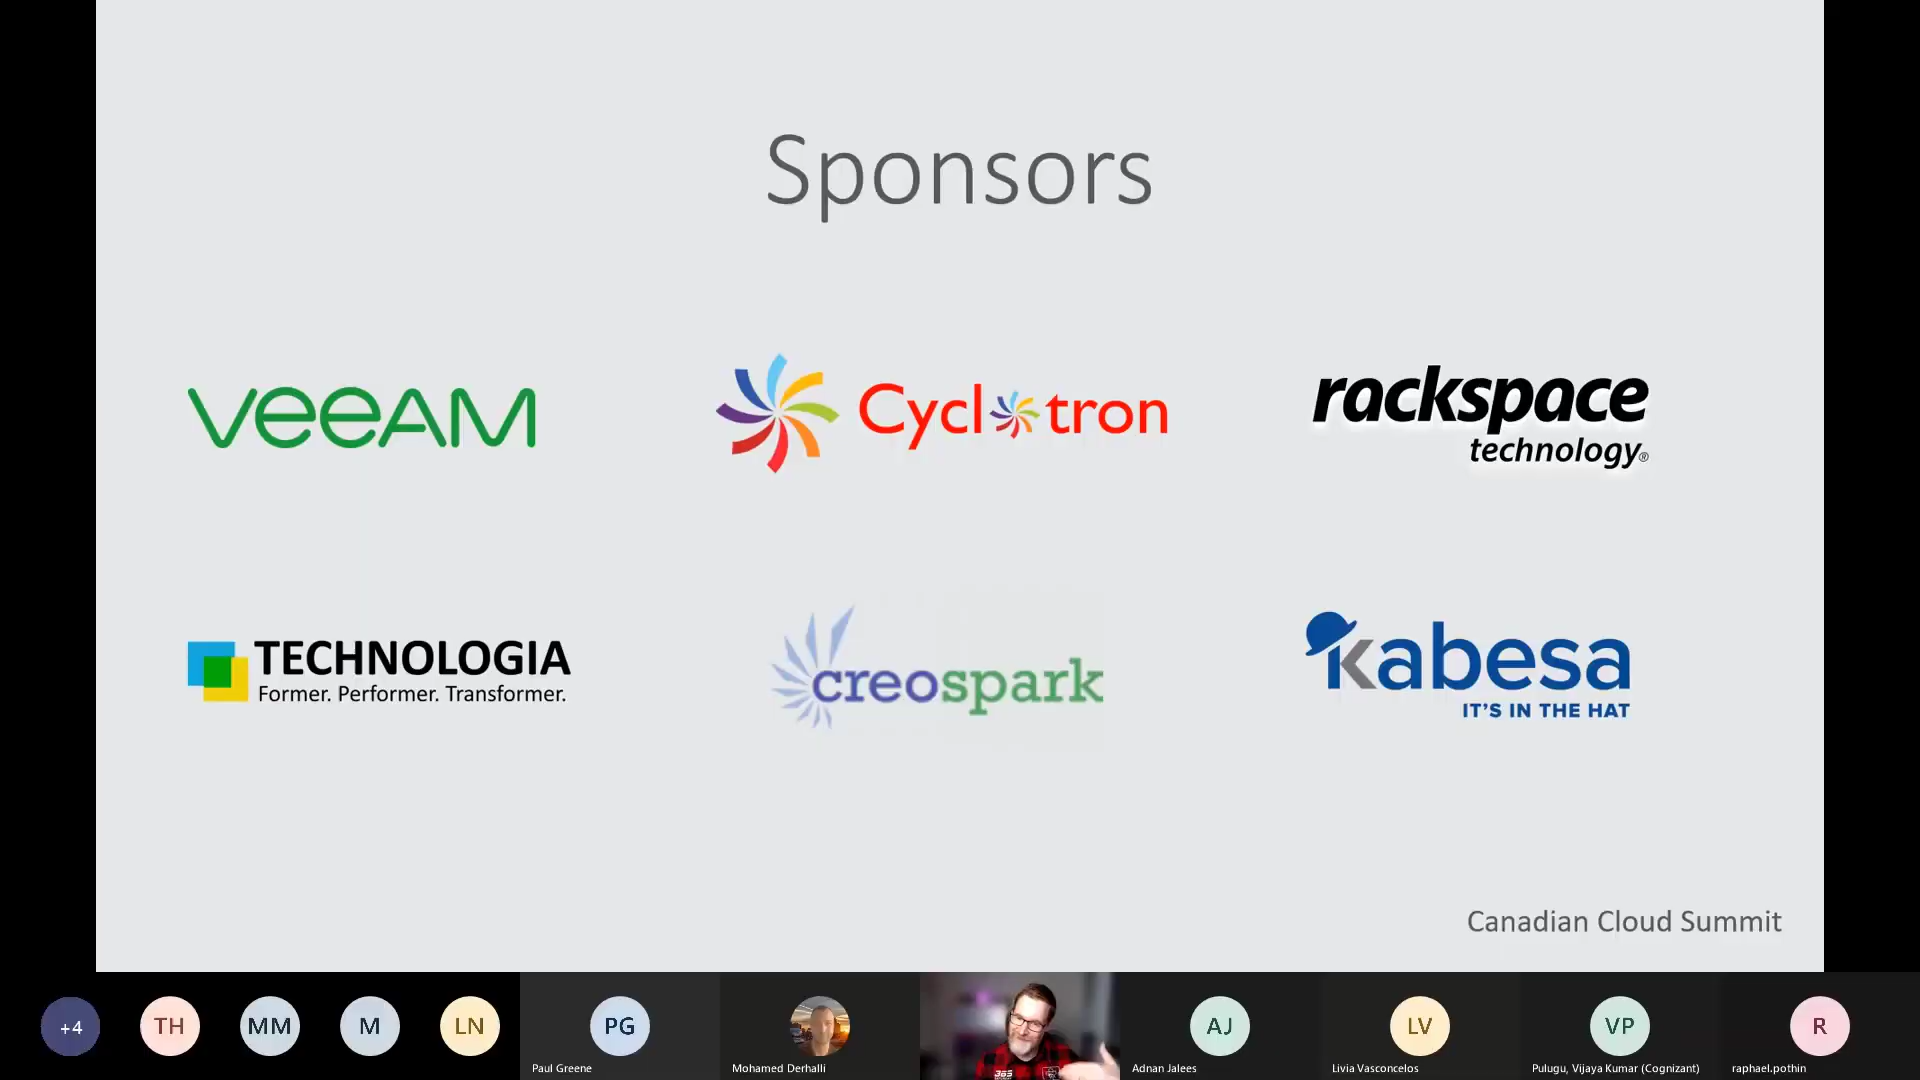 Sponsors
veeAM
Cyclotron
rackspace
technology®
TECHNOLOGIA
Former. Performer. Transformer.
creospark
kabesa
IT'S IN THE HAT
Canadian Cloud Summit
+4
TH
MM
M
LN
PG
AJ
LV
VP
R
365
Paul Greene
Mohamed Derhalli
Adnan Jalees
Livia Vasconcelos
Pulugu, Vijaya Kumar (Cognizant)
raphael.pothin